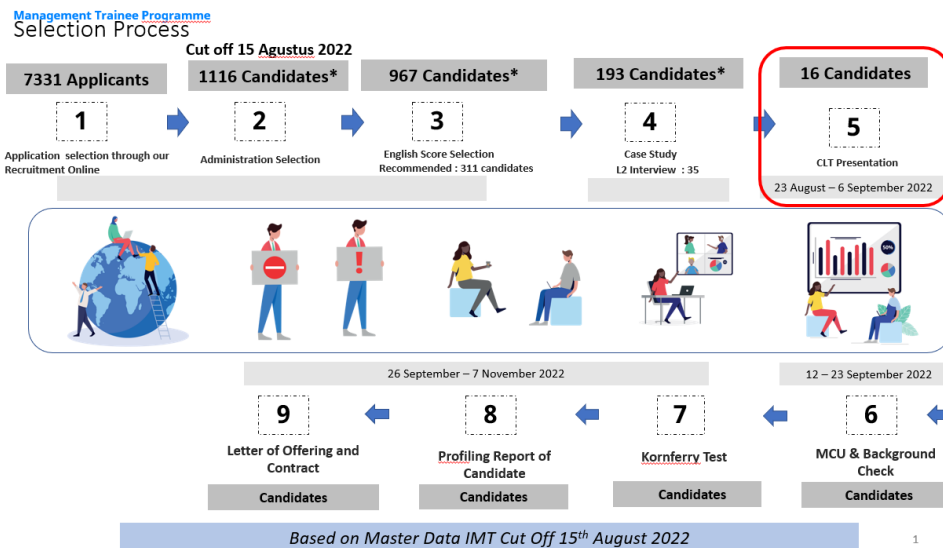 Management Trainee Programme
Selection Process
Cut off 15 Agustus 2022
7331 Applicants
1116 Candidates*
967 Candidates*
193 Candidates*
16 Candidates
1
2
3
4
5
Application selection through our
Recruitment Online
Administration Selection
English Score Selection
Recommended : 311 candidates
Case Study
L2 Interview : 35
CLT Presentation
23 August – 6 September 2022
50%
26 September – 7 November 2022
12 – 23 September 2022
9
8
7
6
Letter of Offering and
Contract
Profiling Report of
Candidate
Kornferry Test
MCU & Background
Check
Candidates
Candidates
Candidates
Candidates
Based on Master Data IMT Cut Off 15th August 2022
1